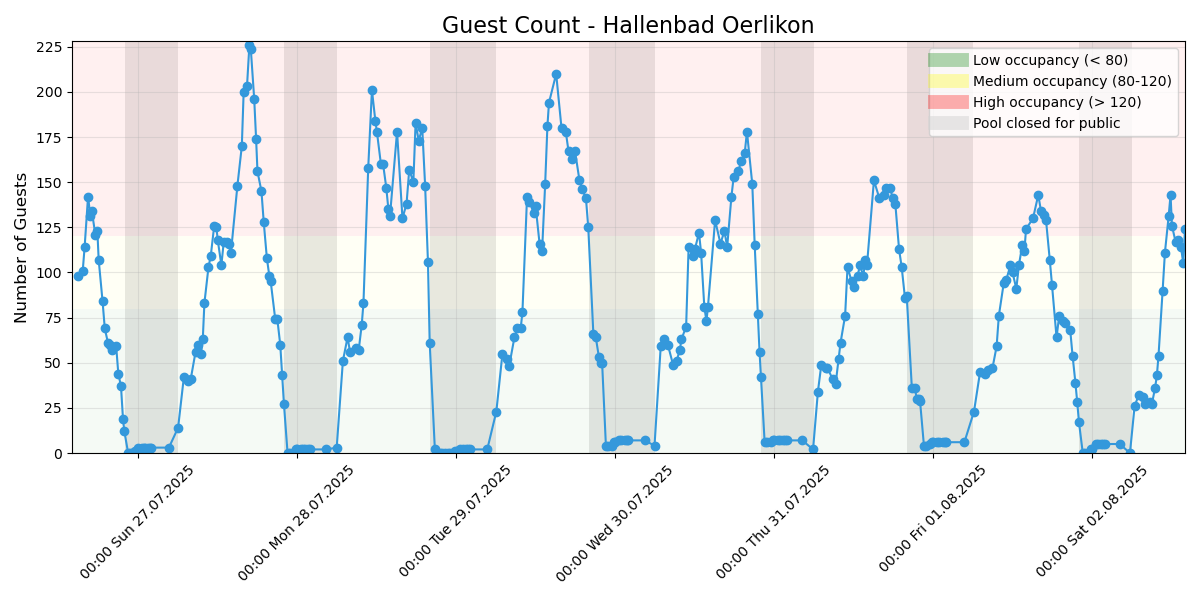 Guest Count - Hallenbad Oerlikon
Number of Guests
225
200
175
150
125
100
75
50
25
0
Low occupancy (< 80)
Medium occupancy (80-120)
High occupancy (> 120)
Pool closed for public
00:00 Sun 27.07.2025
00:00 Mon 28.07.2025
00:00 Tue 29.07.2025
00:00 Wed 30.07.2025
00:00 Thu 31.07.2025
00:00 Fri 01.08.2025
00:00 Sat 02.08.2025